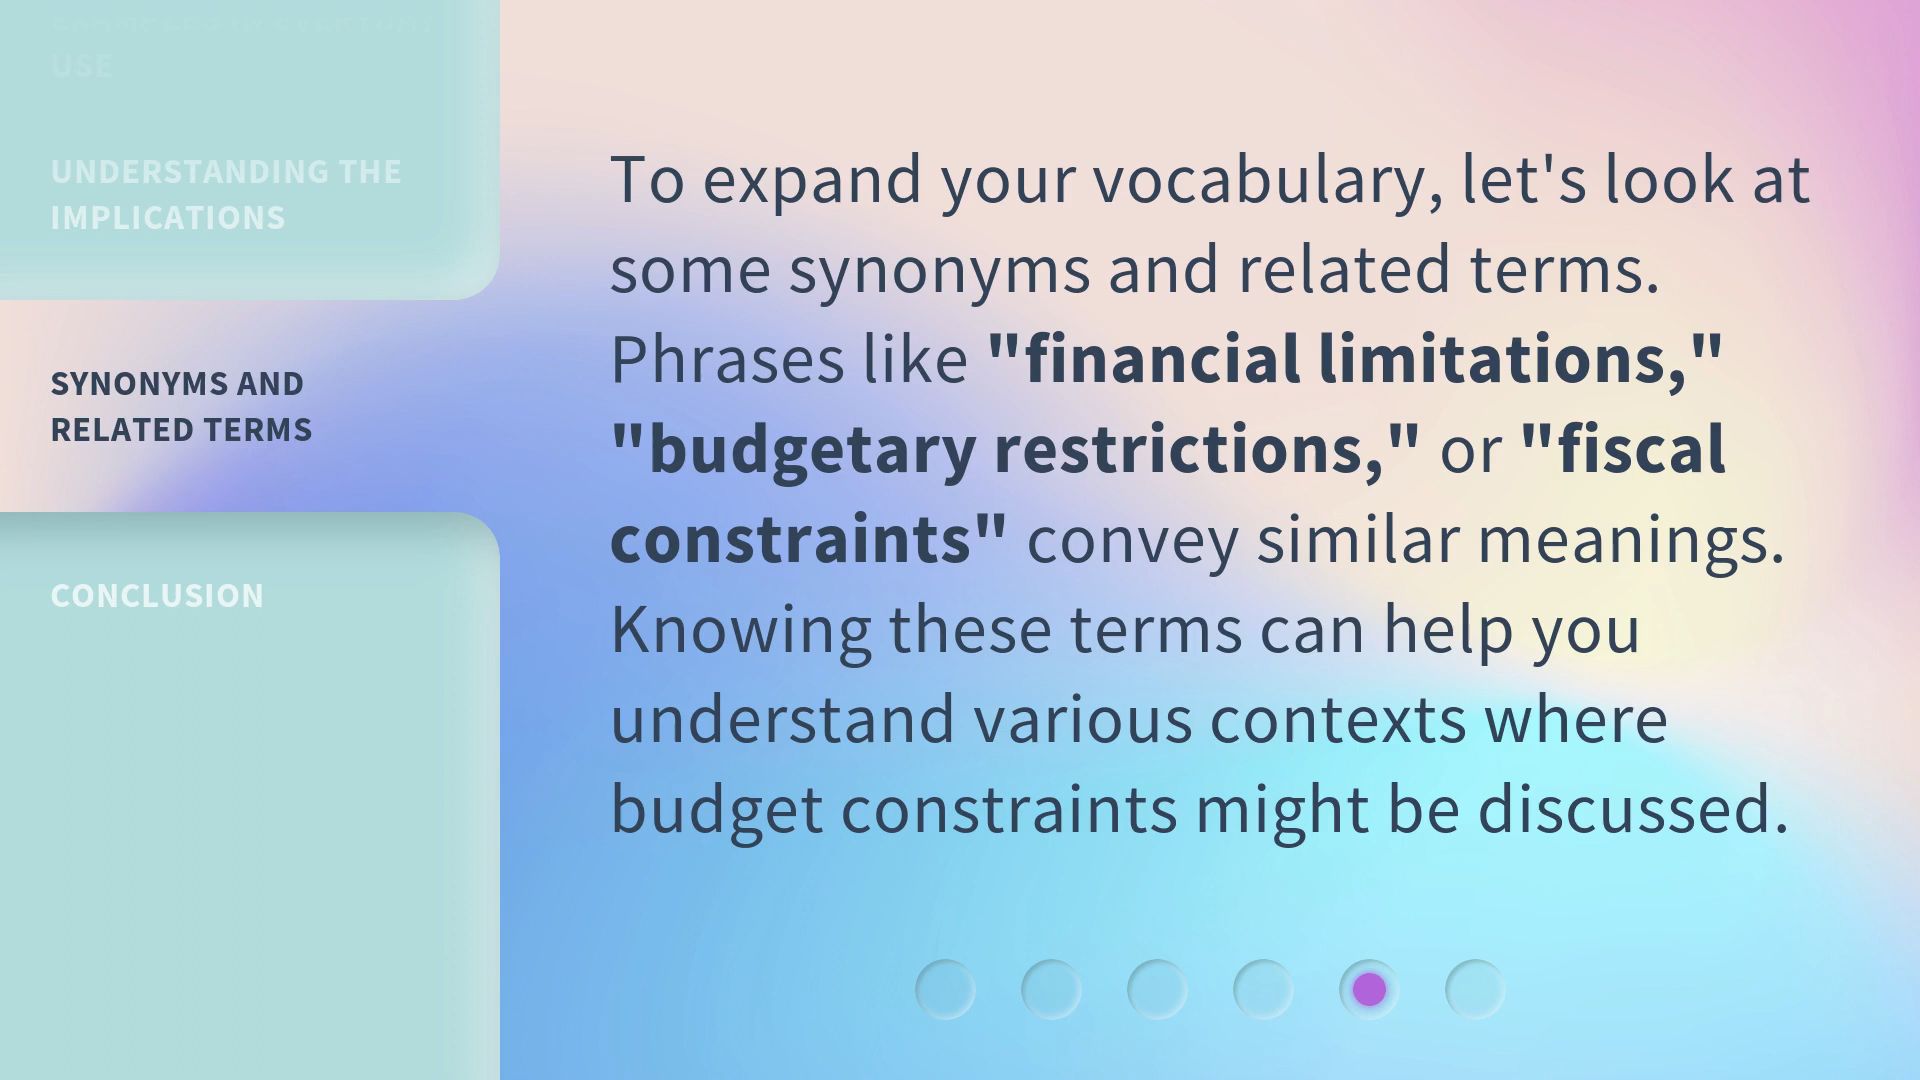 USE
UNDERSTANDING THE
IMPLICATIONS
SYNONYMS AND
RELATED TERMS
CONCLUSION
To expand your vocabulary, let's look at
some synonyms and related terms.
Phrases like "financial limitations,"
"budgetary restrictions," or "fiscal
constraints" convey similar meanings.
Knowing these terms can help you
understand various contexts where
budget constraints might be discussed.